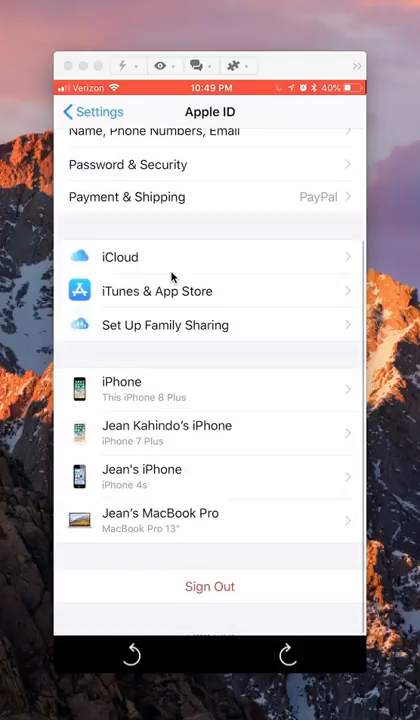 Verizon 10:49 PM 40%
Settings Apple ID
Name, Phone Numbers, Email
Password & Security
Payment & Shipping PayPal
iCloud
iTunes & App Store
Set Up Family Sharing
iPhone
This iPhone 8 Plus
Jean Kahindo's iPhone
iPhone 7 Plus
Jean's iPhone
iPhone 4s
Jean's MacBook Pro
MacBook Pro 13"
Sign Out